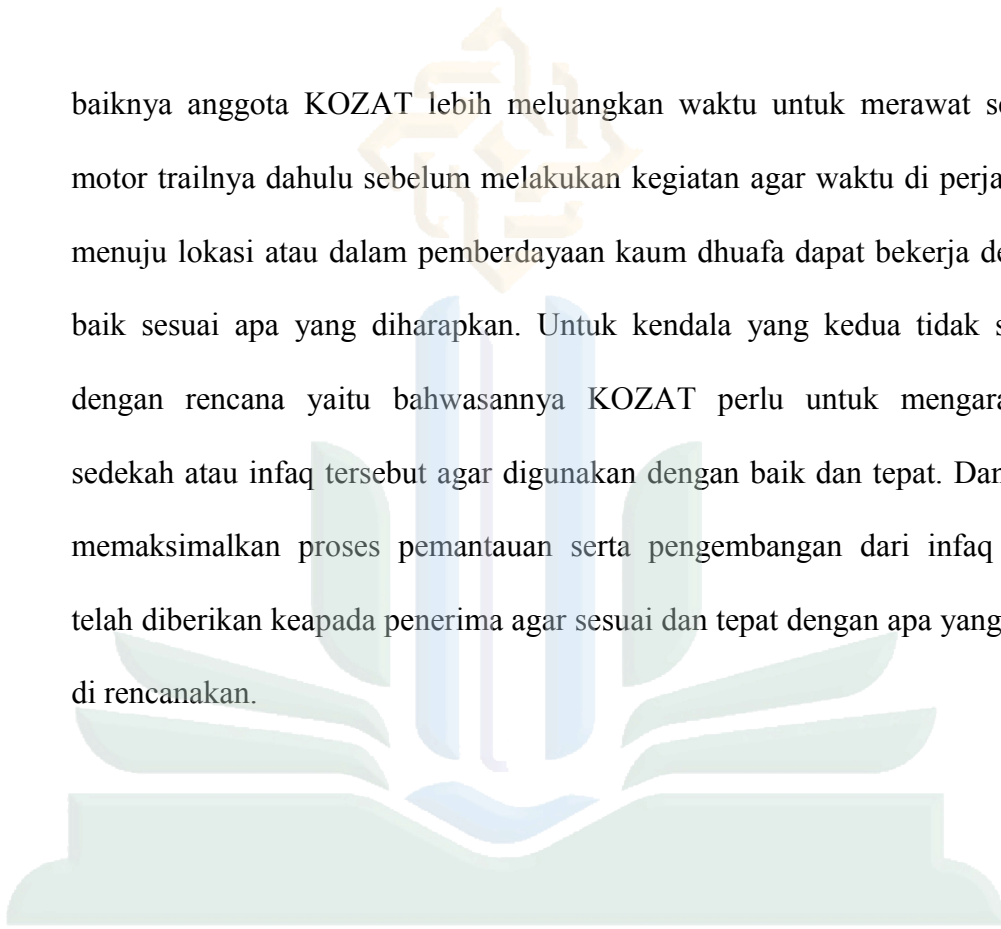 baiknya anggota KOZAT lebih meluangkan waktu untuk merawat se
motor trailnya dahulu sebelum melakukan kegiatan agar waktu di perja
menuju lokasi atau dalam pemberdayaan kaum dhuafa dapat bekerja de
baik sesuai apa yang diharapkan. Untuk kendala yang kedua tidak s
dengan rencana yaitu bahwasannya KOZAT perlu untuk mengara
sedekah atau infaq tersebut agar digunakan dengan baik dan tepat. Dan
memaksimalkan proses pemantauan serta pengembangan dari infaq
telah diberikan keapada penerima agar sesuai dan tepat dengan apa yang
di rencanakan.